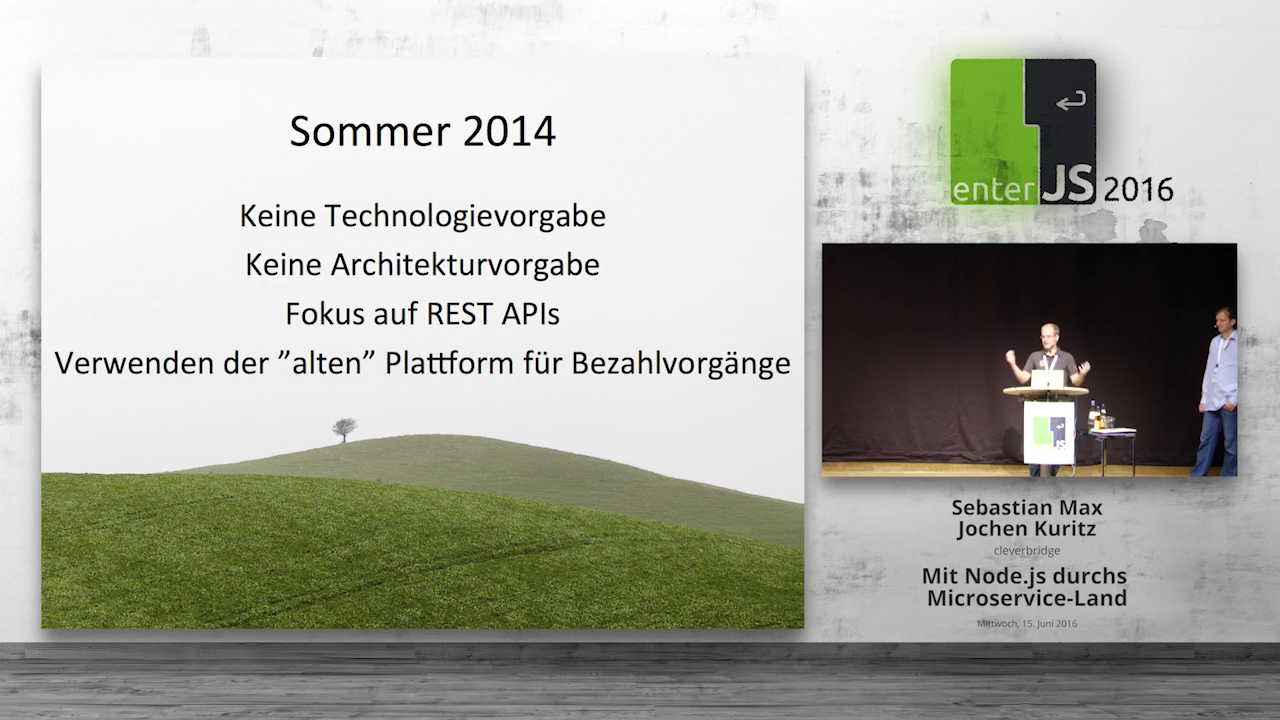 Sommer 2014
Keine Technologievorgabe
Keine Architekturvorgabe
Fokus auf REST APIs
Verwenden der ”alten” Plattform für Bezahlvorgänge
enter JS 2016
JS
Sebastian Max
Jochen Kuritz
cleverbridge
Mit Node.js durchs
Microservice-Land
Mittwoch, 15. Juni 2016